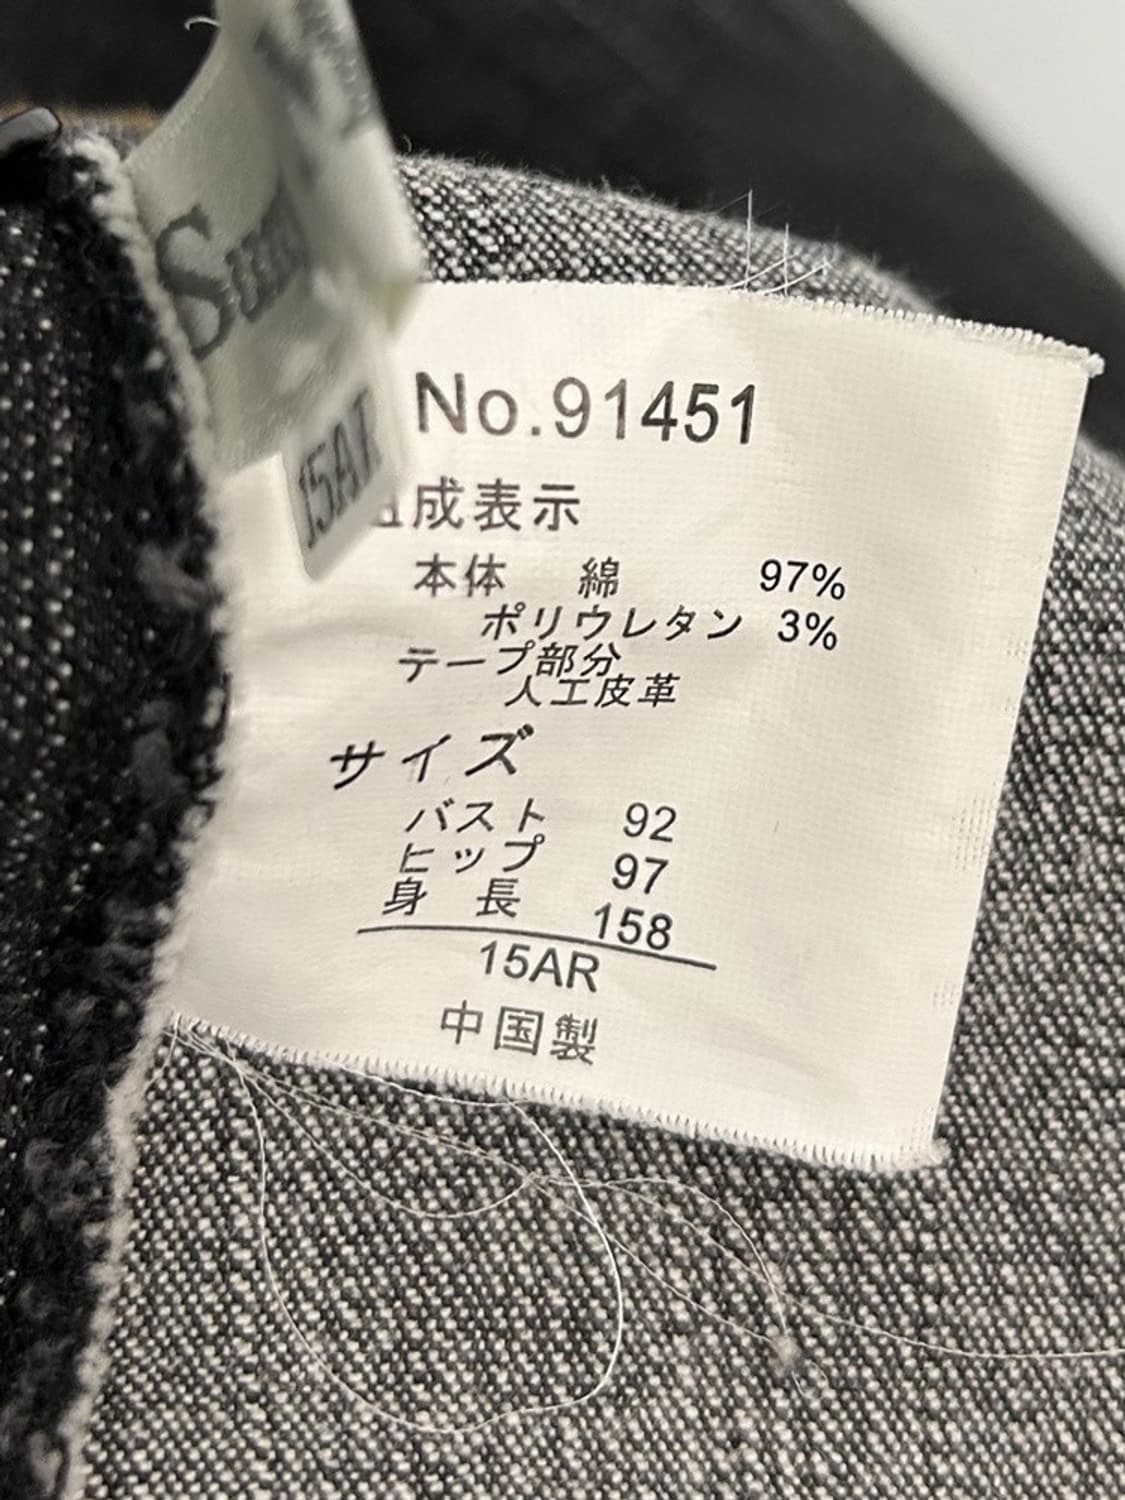 15AR
No.91451
成表示
本体 綿 97%
ポリウレタン 3%
テープ部分
人工皮革
サイズ
バスト 92
ヒップ 97
身長 158
15AR
中国製